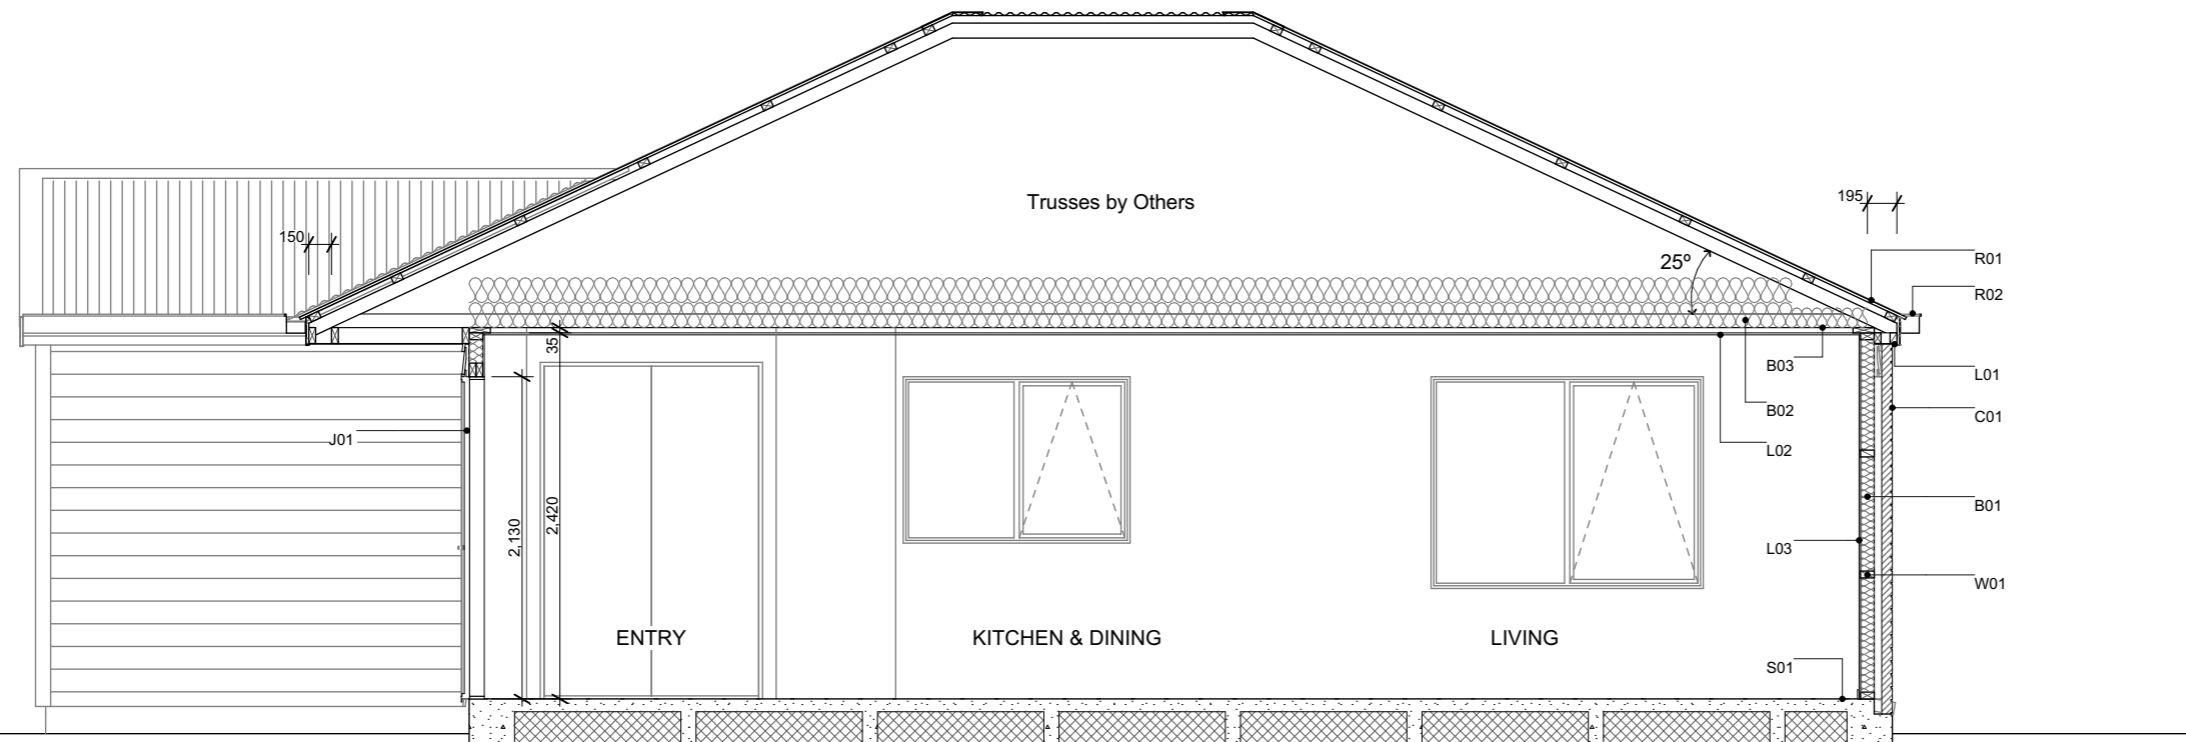 Trusses by Others
195
150
25º
R01
R02
35
B03
L01
B02
C01
J01
L02
2,420
B01
2,130
L03
W01
ENTRY
KITCHEN & DINING
LIVING
S01